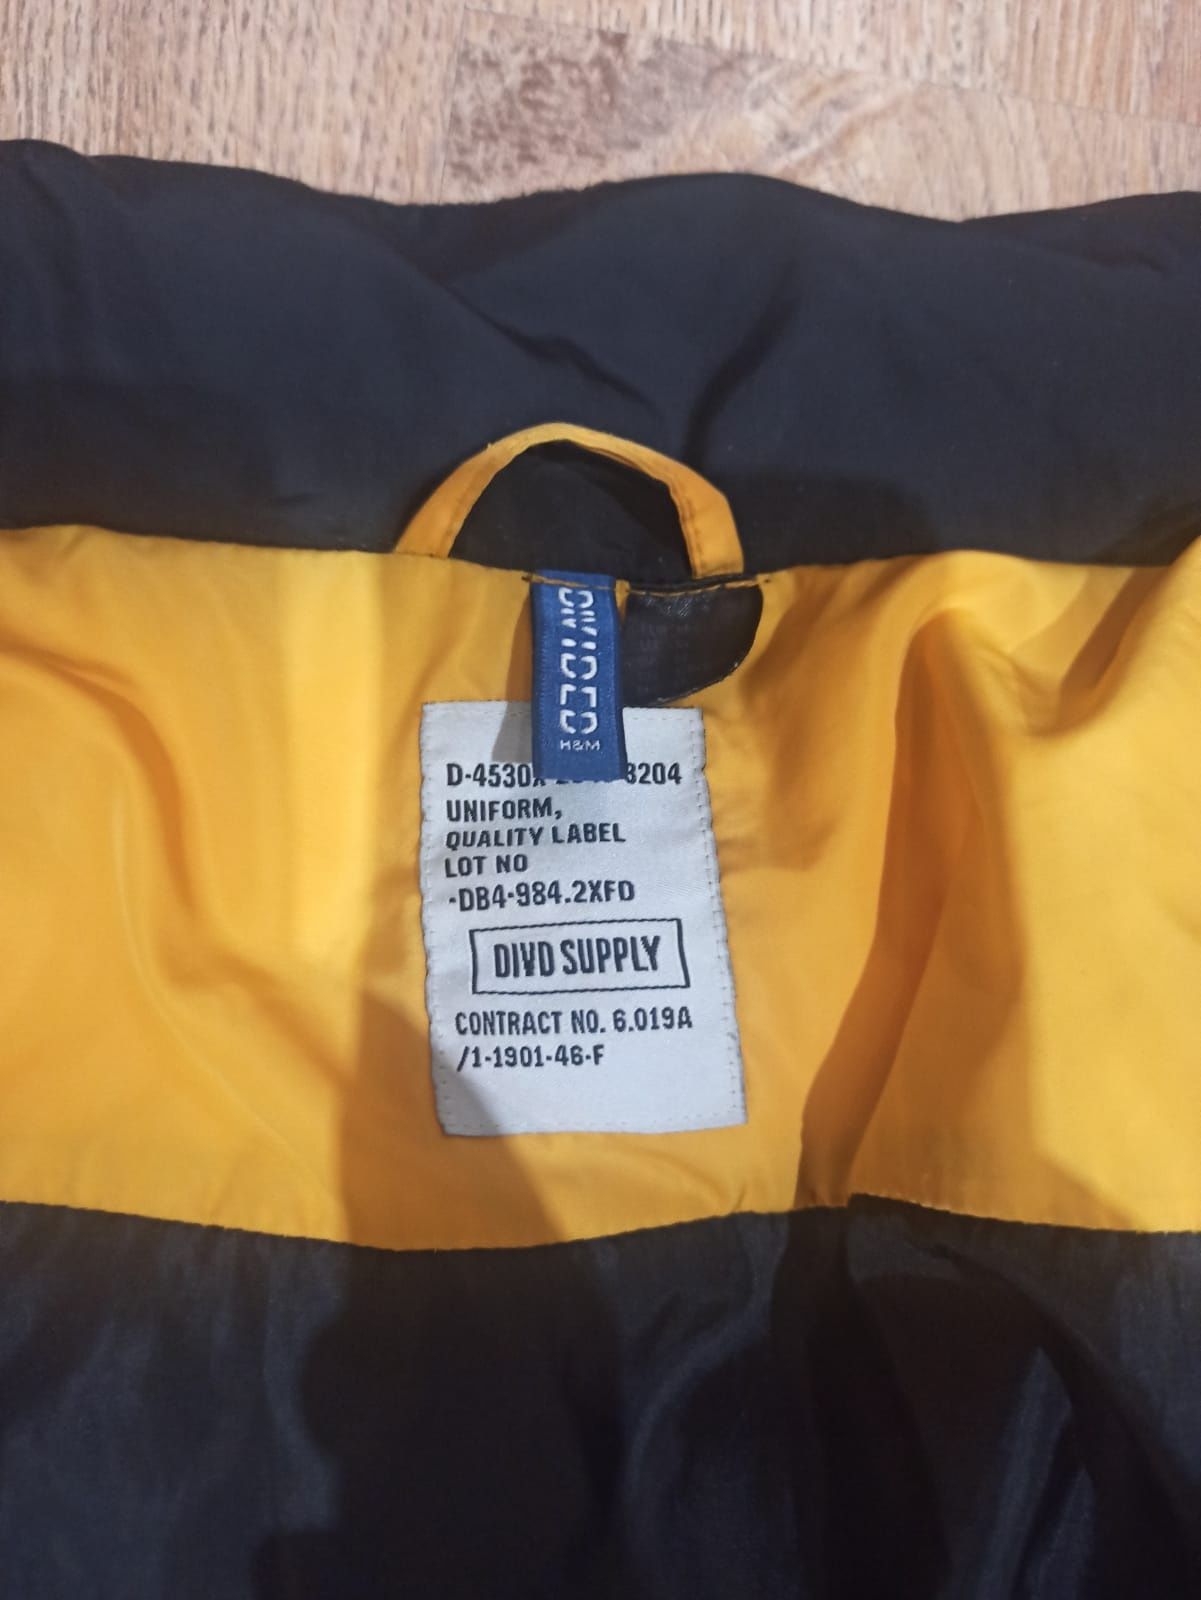 DIVIDED
H&M
D-4530X 3204
UNIFORM,
QUALITY LABEL
LOT NO
-DB4-984.2XFD
DIVD SUPPLY
CONTRACT NO. 6.019A
/1-1901-46-F